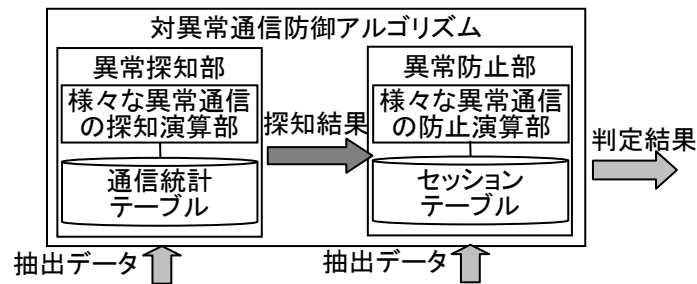 対異常通信防御アルゴリズム
異常探知部
様々な異常通信
の探知演算部
通信統計
テーブル
探知結果
異常防止部
様々な異常通信
の防止演算部
セッション
テーブル
判定結果
抽出データ
抽出データ